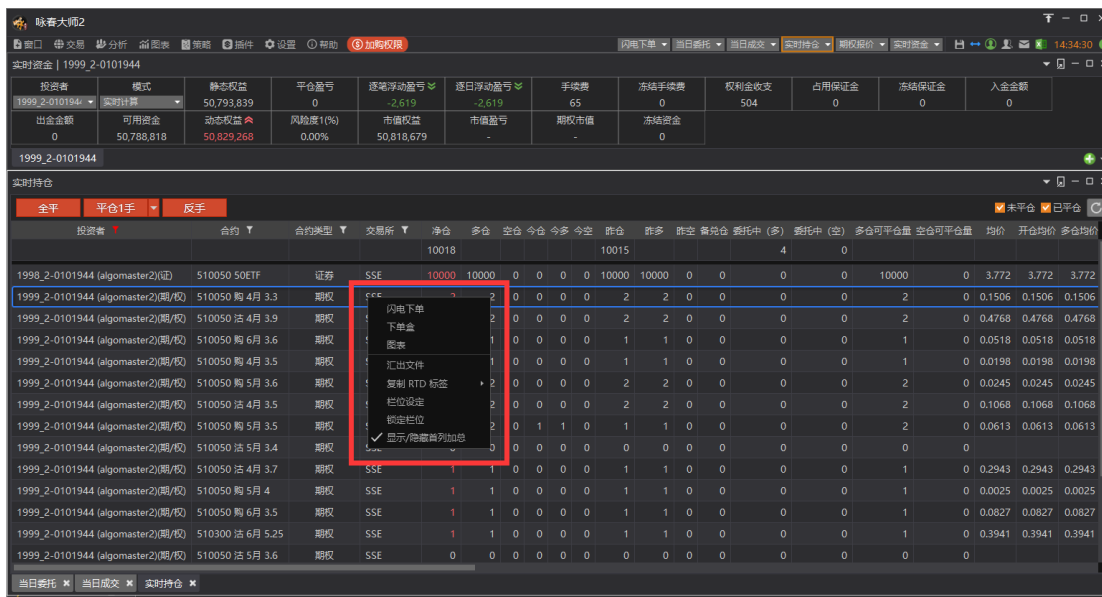 咏春大师2
窗口 交易 分析 新图表 策略 插件 设置 帮助 加购权限 闪电下单 当日委托 当日成交 实时持仓 期权报价 实时资金 14:34:30
实时资金 | 1999_2-0101944
投资者 模式 静态权益 平仓盈亏 逐笔浮动盈亏 逐日浮动盈亏 手续费 冻结手续费 权利金收支 占用保证金 冻结保证金 入金金额
1999_2-010194 实时计算 50,793,839 0 -2,619 -2,619 65 0 504 0 0 0
出金金额 可用资金 动态权益 风险度1(%) 市值权益 市值盈亏 期权市值 冻结资金
0 50,788,818 50,829,268 0.00% 50,818,679 - - 0
1999_2-0101944
实时持仓
全平 平仓1手 反手 未平仓 已平仓
投资者 合约 合约类型 交易所 净仓 多仓 空仓 今仓 今多 今空 昨仓 昨多 昨空 备兑仓 委托中（多） 委托中（空） 多仓可平仓量 空仓可平仓量 均价 开仓均价 多仓均价
10018 10015 4 0
1998_2-0101944 (algomaster2)(证) 510050 50ETF 证券 SSE 10000 10000 0 0 0 0 10000 10000 0 0 0 0 10000 0 3.772 3.772 3.772
1999_2-0101944 (algomaster2)(期/权) 510050 购 4月 3.3 期权 SSE 2 2 0 0 0 0 2 2 0 0 0 0 2 0 0.1506 0.1506 0.1506
1999_2-0101944 (algomaster2)(期/权) 510050 沽 4月 3.9 期权 2 0 0 0 0 2 2 0 0 0 0 2 0 0.4768 0.4768 0.4768
1999_2-0101944 (algomaster2)(期/权) 510050 购 6月 3.6 期权 1 0 0 0 0 1 1 0 0 0 0 1 0 0.0518 0.0518 0.0518
1999_2-0101944 (algomaster2)(期/权) 510050 购 4月 3.5 期权 1 0 0 0 0 1 1 0 0 0 0 1 0 0.0198 0.0198 0.0198
1999_2-0101944 (algomaster2)(期/权) 510050 购 5月 3.6 期权 2 0 0 0 0 2 2 0 0 0 0 2 0 0.0245 0.0245 0.0245
1999_2-0101944 (algomaster2)(期/权) 510050 沽 4月 3.5 期权 2 0 0 0 0 2 2 0 0 0 0 2 0 0.1068 0.1068 0.1068
1999_2-0101944 (algomaster2)(期/权) 510050 购 5月 3.5 期权 2 0 1 1 0 1 1 0 0 0 0 2 0 0.0613 0.0613 0.0613
1999_2-0101944 (algomaster2)(期/权) 510050 沽 5月 3.4 期权 SSE 0 0 0 0 0 0 0 0 0 0 0 0 0 0
1999_2-0101944 (algomaster2)(期/权) 510050 沽 4月 3.7 期权 SSE 1 1 0 0 0 0 1 1 0 0 0 0 1 0 0.2943 0.2943 0.2943
1999_2-0101944 (algomaster2)(期/权) 510050 购 5月 4 期权 SSE 1 1 0 0 0 0 1 1 0 0 0 0 1 0 0.0025 0.0025 0.0025
1999_2-0101944 (algomaster2)(期/权) 510050 购 6月 3.5 期权 SSE 1 1 0 0 0 0 1 1 0 0 0 0 1 0 0.0827 0.0827 0.0827
1999_2-0101944 (algomaster2)(期/权) 510300 沽 6月 5.25 期权 SSE 1 1 0 0 0 0 1 1 0 0 0 0 1 0 0.3941 0.3941 0.3941
1999_2-0101944 (algomaster2)(期/权) 510050 沽 5月 3.6 期权 SSE 0 0 0 0 0 0 0 0 0 0 0 0 0 0
闪电下单
下单盒
图表
汇出文件
复制 RTD 标签
栏位设定
锁定栏位
显示/隐藏首列加总
当日委托 当日成交 实时持仓